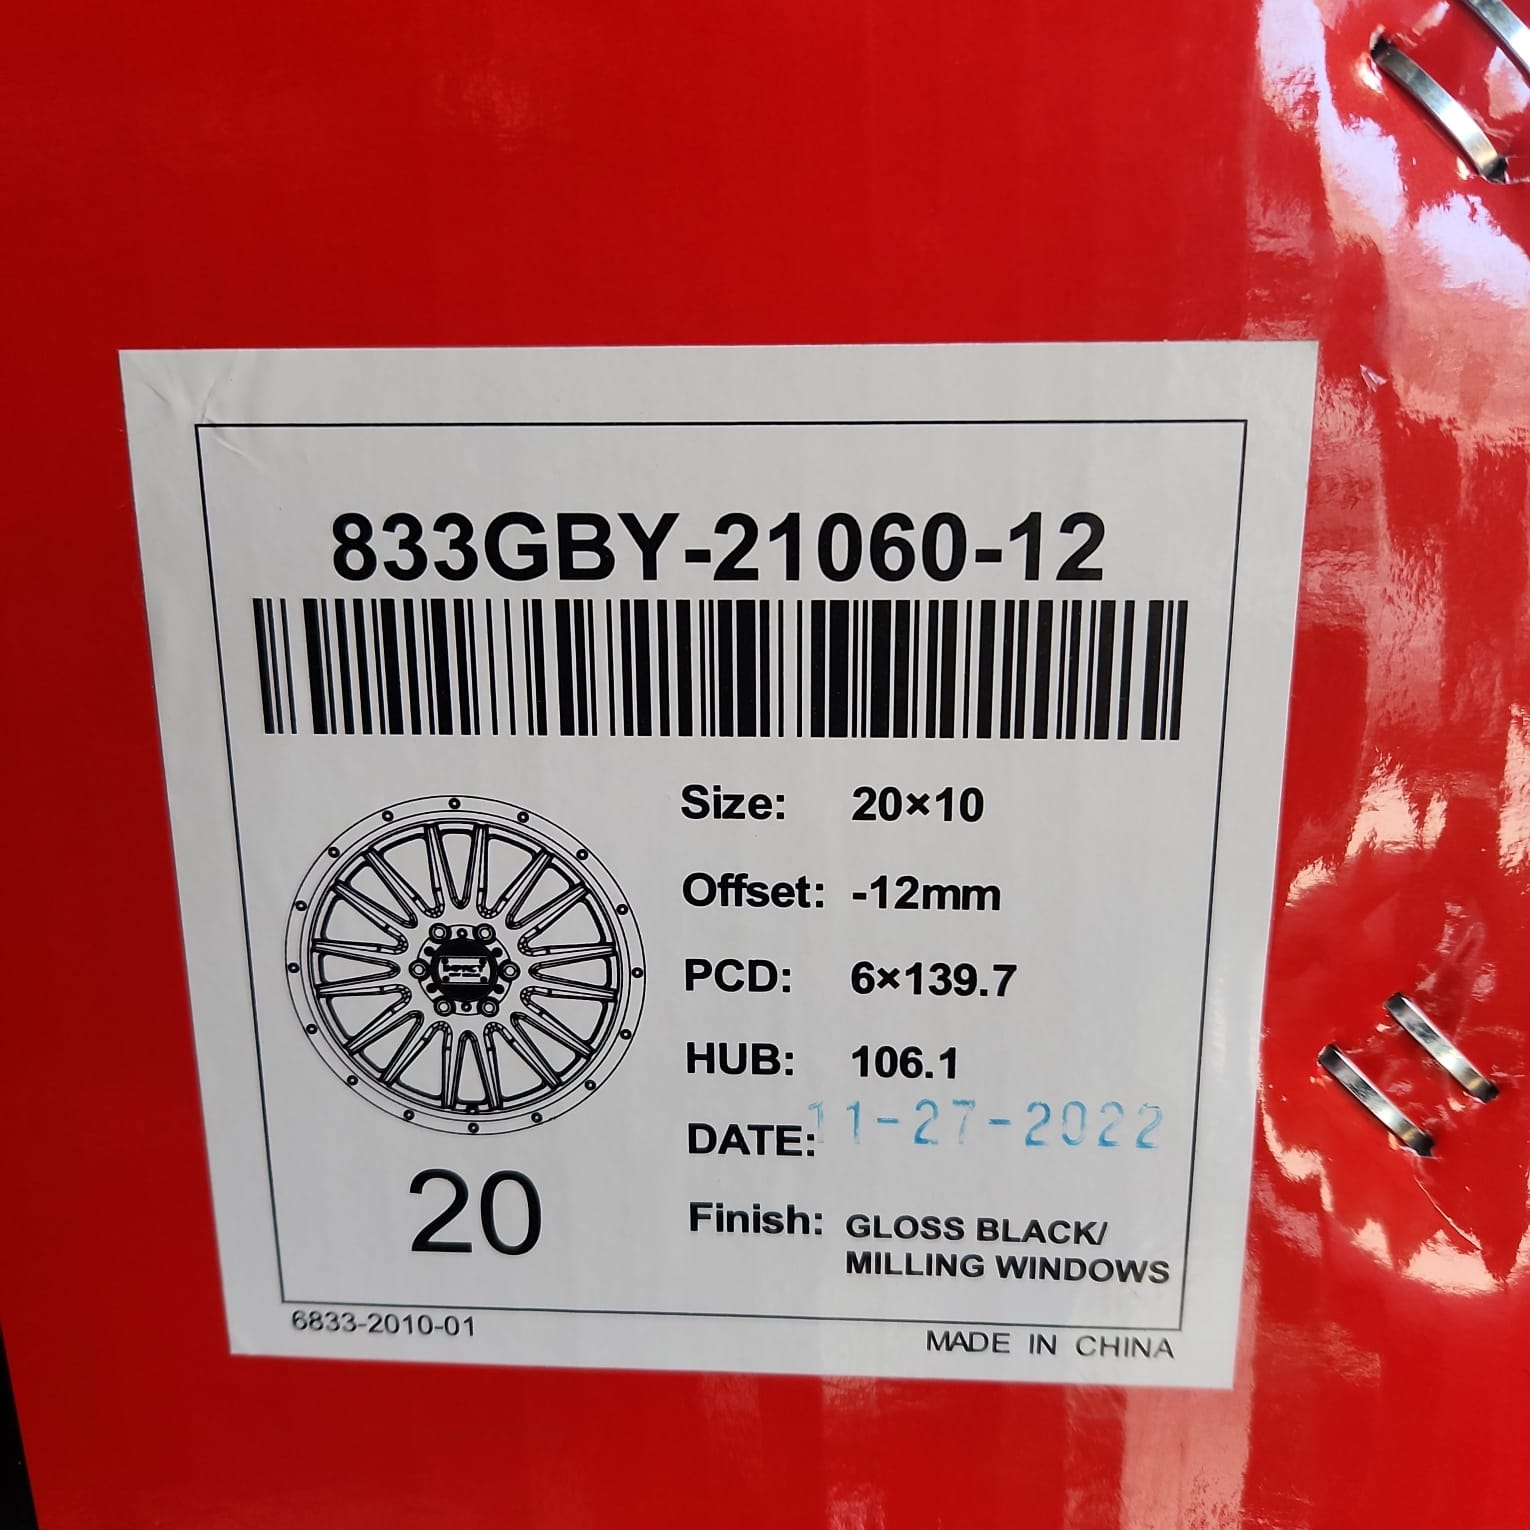 833GBY-21060-12
Size: 20×10
Offset: -12mm
PCD: 6×139.7
HUB: 106.1
DATE: 11-27-2022
Finish: GLOSS BLACK/
MILLING WINDOWS
IMPACT
20
6833-2010-01
MADE IN CHINA